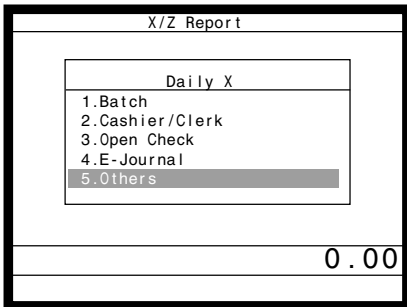 X/Z Report
Daily X
1.Batch
2.Cashier/Clerk
3.Open Check
4.E-Journal
5.Others
0.00